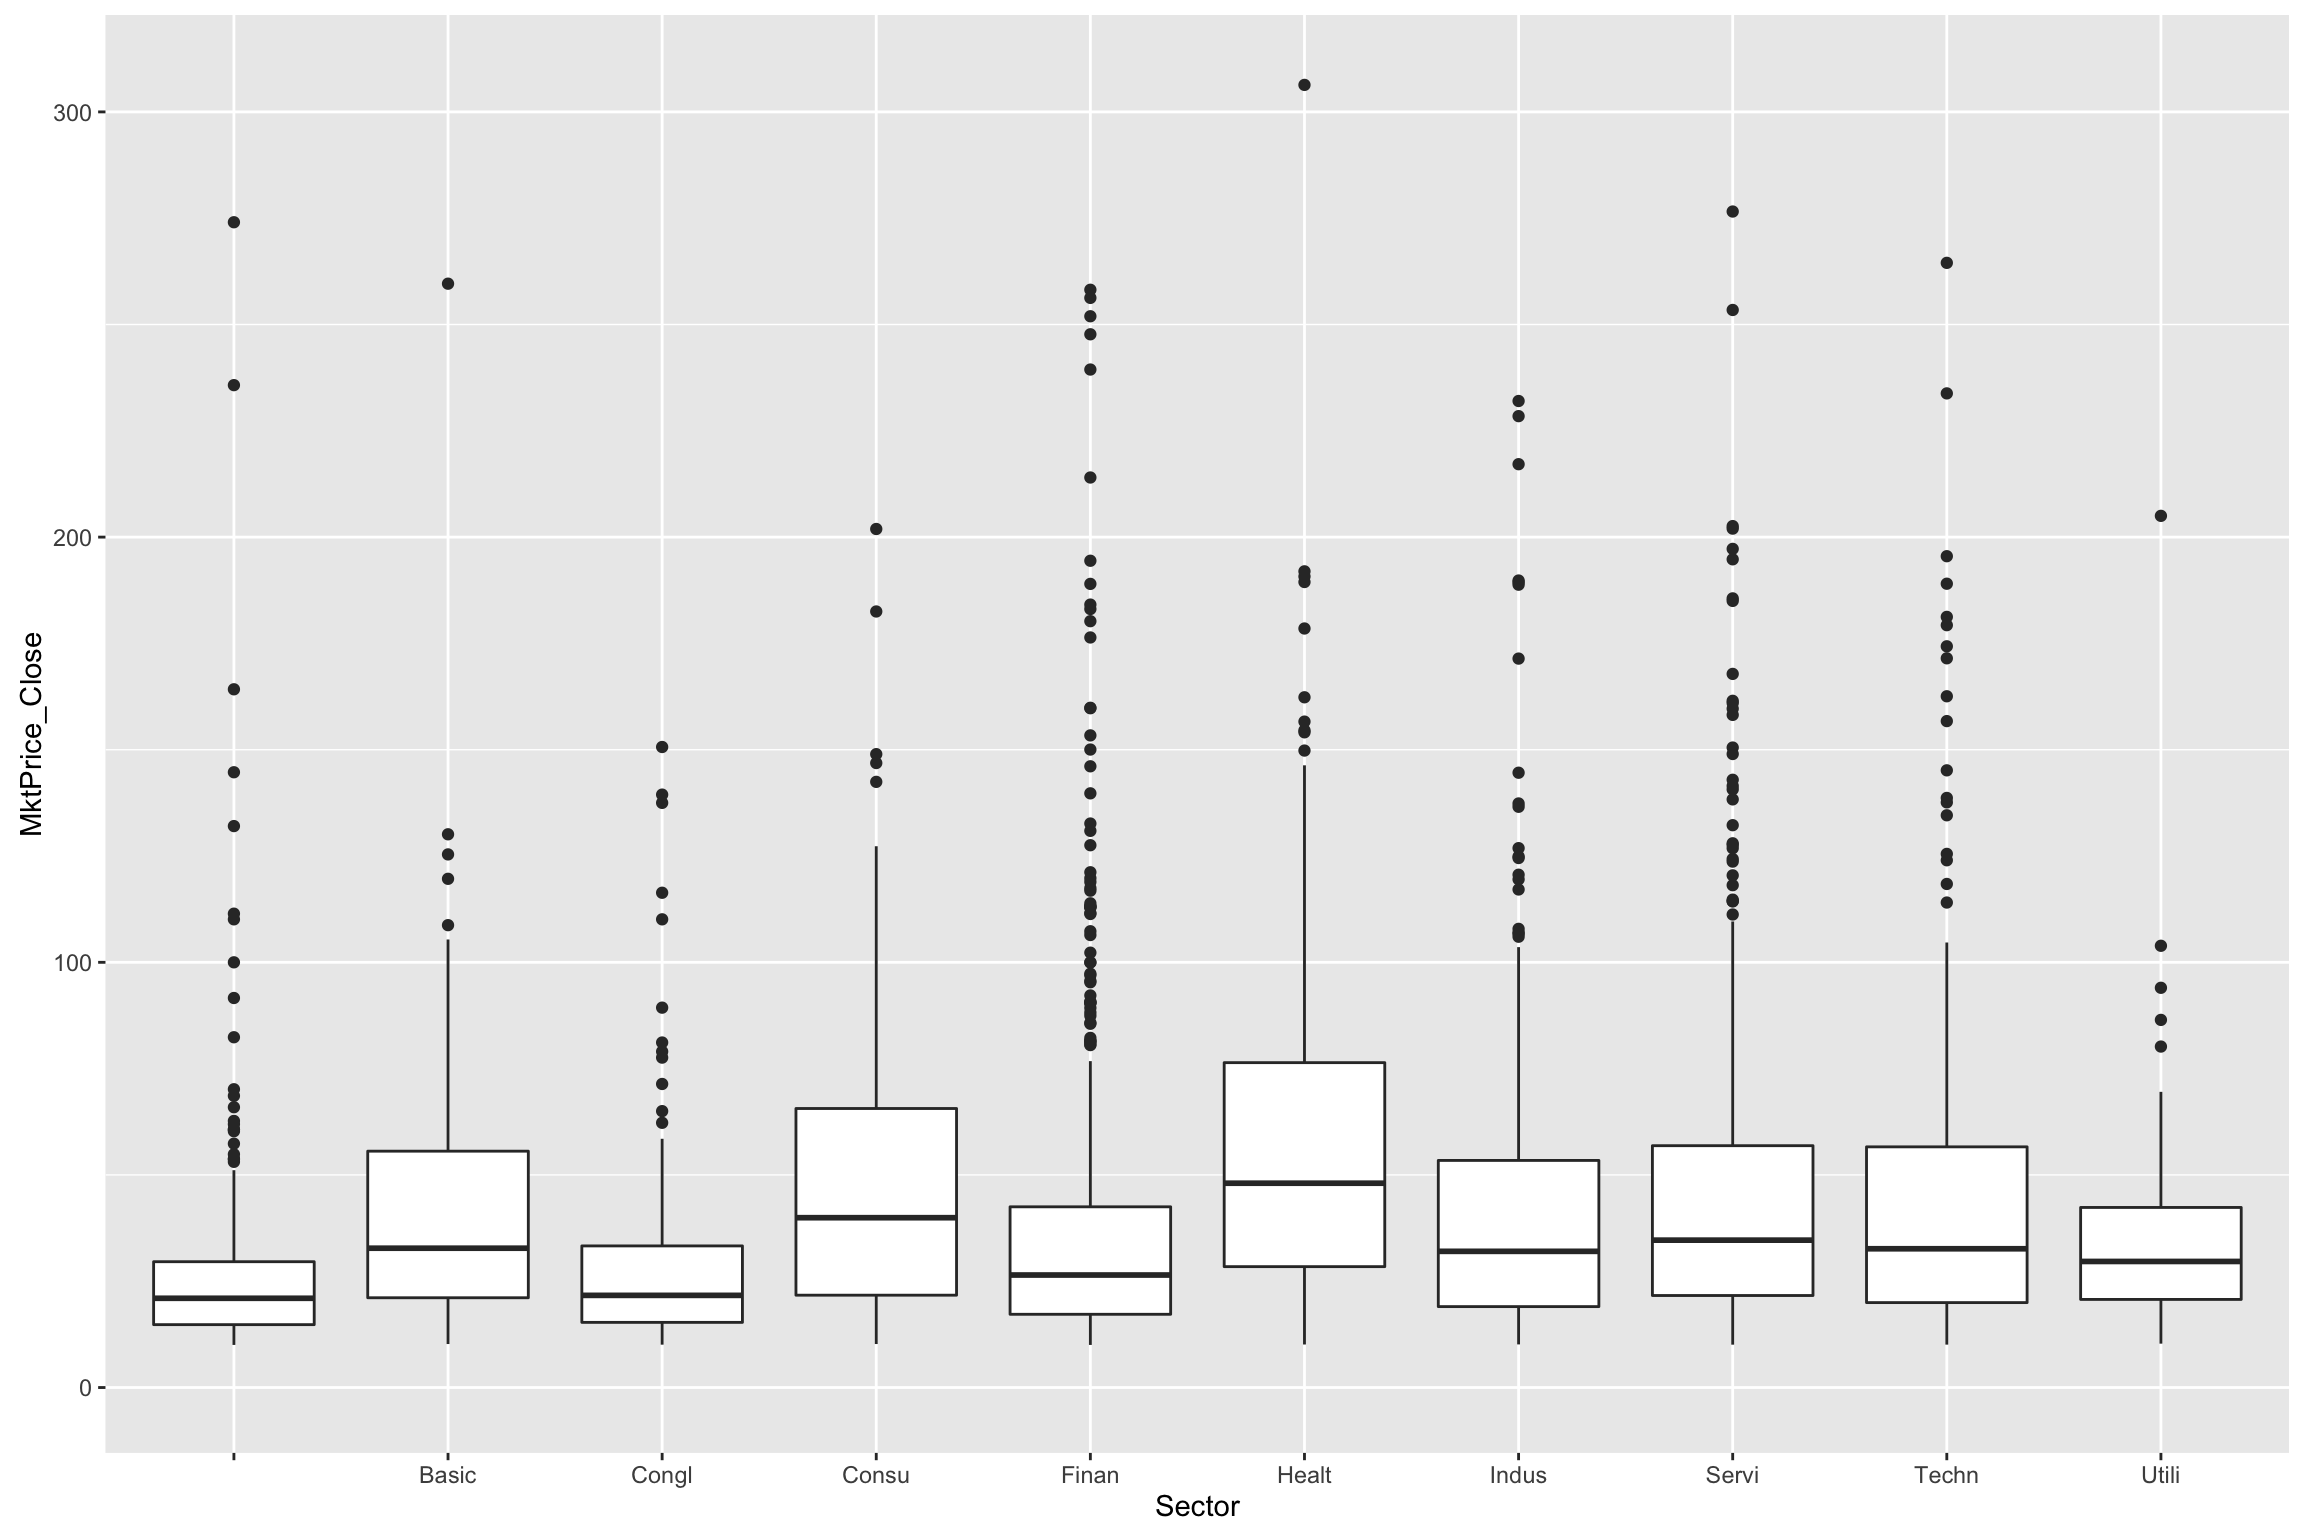 MktPrice_Close
300
200
100
0
Basic Congl Consu Finan Healt Indus Servi Techn Utili
Sector